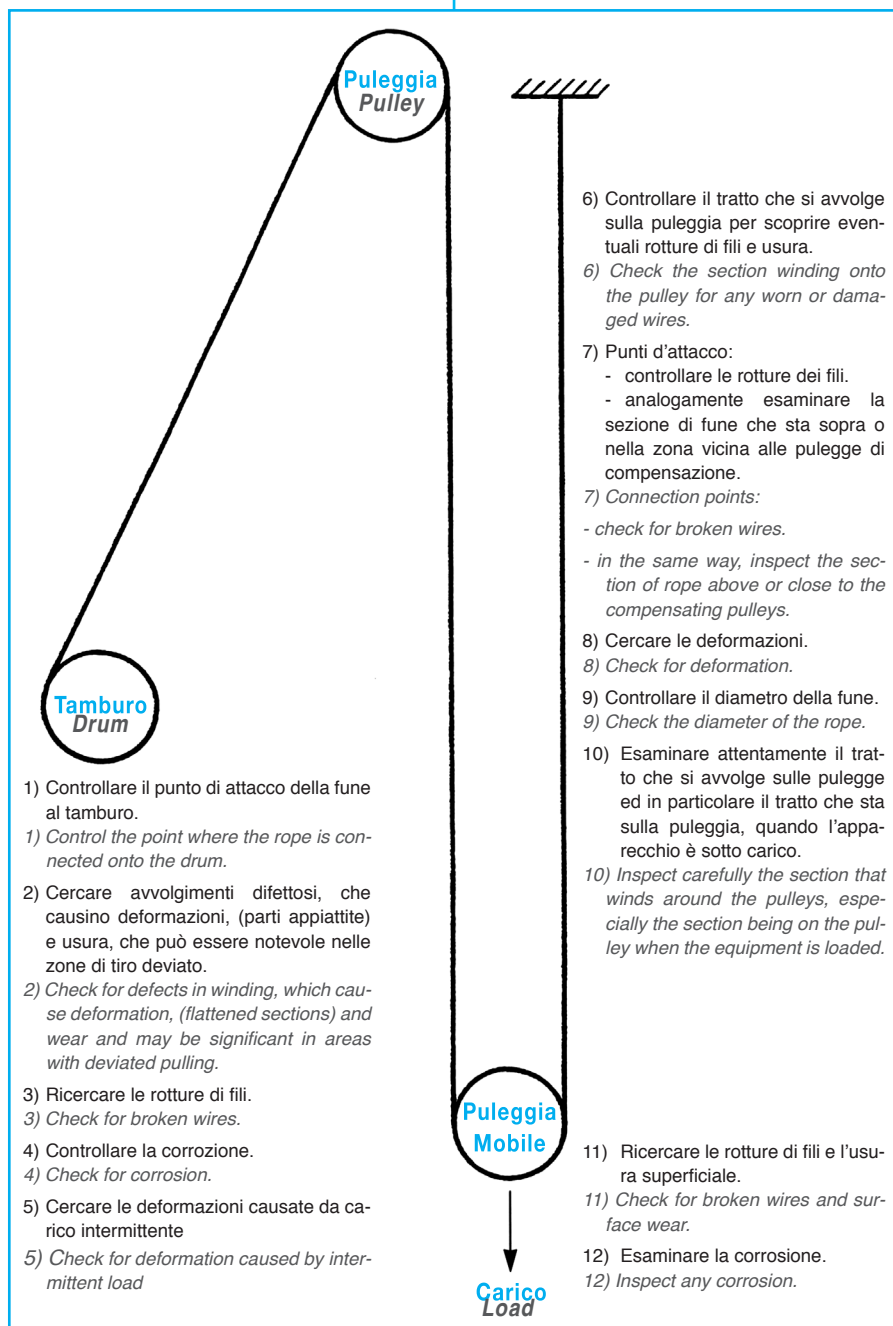 Puleggia
Pulley
6) Controllare il tratto che si avvolge
sulla puleggia per scoprire even-
tuali rotture di fili e usura.
6) Check the section winding onto
the pulley for any worn or dama-
ged wires.
7) Punti d'attacco:
- controllare le rotture dei fili.
- analogamente esaminare la
sezione di fune che sta sopra o
nella zona vicina alle pulegge di
compensazione.
7) Connection points:
- check for broken wires.
- in the same way, inspect the sec-
tion of rope above or close to the
compensating pulleys.
8) Cercare le deformazioni.
8) Check for deformation.
9) Controllare il diametro della fune.
9) Check the diameter of the rope.
10) Esaminare attentamente il trat-
to che si avvolge sulle pulegge
ed in particolare il tratto che sta
sulla puleggia, quando l'appa-
recchio è sotto carico.
10) Inspect carefully the section that
winds around the pulleys, espe-
cially the section being on the pul-
ley when the equipment is loaded.
Tamburo
Drum
1) Controllare il punto di attacco della fune
al tamburo.
1) Control the point where the rope is con-
nected onto the drum.
2) Cercare avvolgimenti difettosi, che
causino deformazioni, (parti appiattite)
e usura, che può essere notevole nelle
zone di tiro deviato.
2) Check for defects in winding, which cau-
se deformation, (flattened sections) and
wear and may be significant in areas
with deviated pulling.
3) Ricercare le rotture di fili.
3) Check for broken wires.
4) Controllare la corrozione.
4) Check for corrosion.
5) Cercare le deformazioni causate da ca-
rico intermittente
5) Check for deformation caused by inter-
mittent load
Puleggia
Mobile
11) Ricercare le rotture di fili e l'usu-
ra superficiale.
11) Check for broken wires and sur-
face wear.
12) Esaminare la corrosione.
12) Inspect any corrosion.
Carico
Load